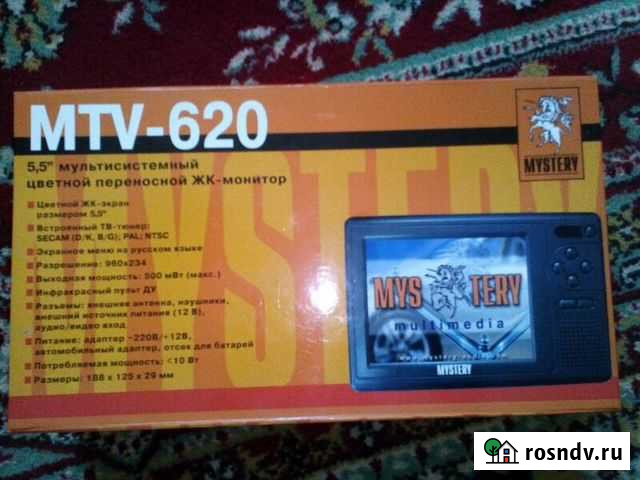 MTV-620
5,5" мультисистемный
цветной переносной ЖК-монитор
Цветной ЖК-экран
размером 5,5"
Встроенный ТВ-тюнер:
SECAM (D/K, B/G); PAL; NTSC
Экранное меню на русском языке
Разрешение: 960x234
Выходная мощность: 500 мВт (макс.)
Инфракрасный пульт ДУ
Разъемы: внешняя антенна, наушники,
внешний источник питания (12 В),
аудио/видео вход
Питание: адаптер ~220В/+12В,
автомобильный адаптер, отсек для батарей
Потребляемая мощность: <10 Вт
Размеры: 188 x 125 x 29 мм
MYSTERY
MYSTERY
MYSTERY
multimedia
MYSTERY
rosndv.ru